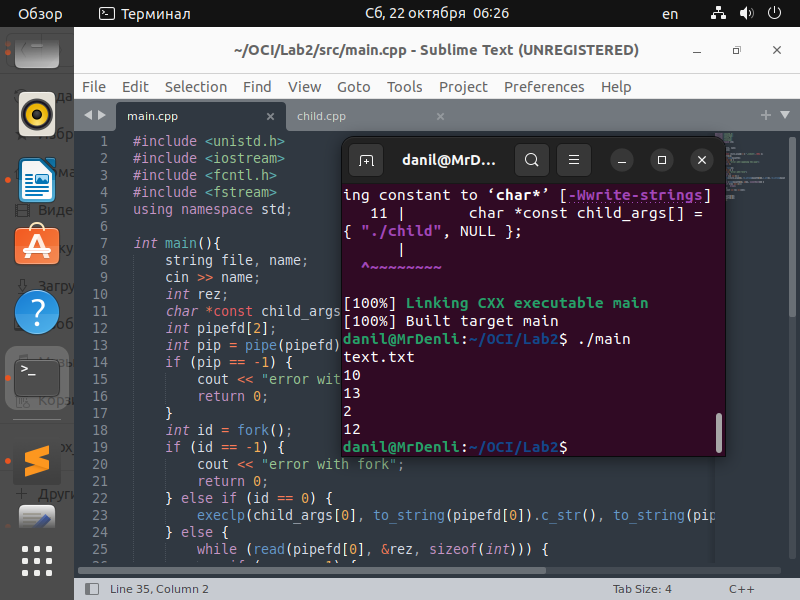 Обзор
Терминал
Сб, 22 октября 06:26
en
~/OCI/Lab2/src/main.cpp - Sublime Text (UNREGISTERED)
File Edit Selection Find View Goto Tools Project Preferences Help
main.cpp
child.cpp
1 #include <unistd.h>
2 #include <iostream>
3 #include <fcntl.h>
4 #include <fstream>
5 using namespace std;
6
7 int main(){
8 string file, name;
9 cin >> name;
10 int rez;
11 char *const child_args
12 int pipefd[2];
13 int pip = pipe(pipefd)
14 if (pip == -1) {
15 cout << "error wit
16 return 0;
17 }
18 int id = fork();
19 if (id == -1) {
20 cout << "error with fork";
21 return 0;
22 } else if (id == 0) {
23 execlp(child_args[0], to_string(pipefd[0]).c_str(), to_string(pip
24 } else {
25 while (read(pipefd[0], &rez, sizeof(int))) {
danil@MrD...
ing constant to ‘char*’ [-Wwrite-strings]
11 | char *const child_args[] =
{ "./child", NULL };
|
^~~~~~~~~
[100%] Linking CXX executable main
[100%] Built target main
danil@MrDenli:~/OCI/Lab2$ ./main
text.txt
10
13
2
12
danil@MrDenli:~/OCI/Lab2$
Line 35, Column 2
Tab Size: 4
C++